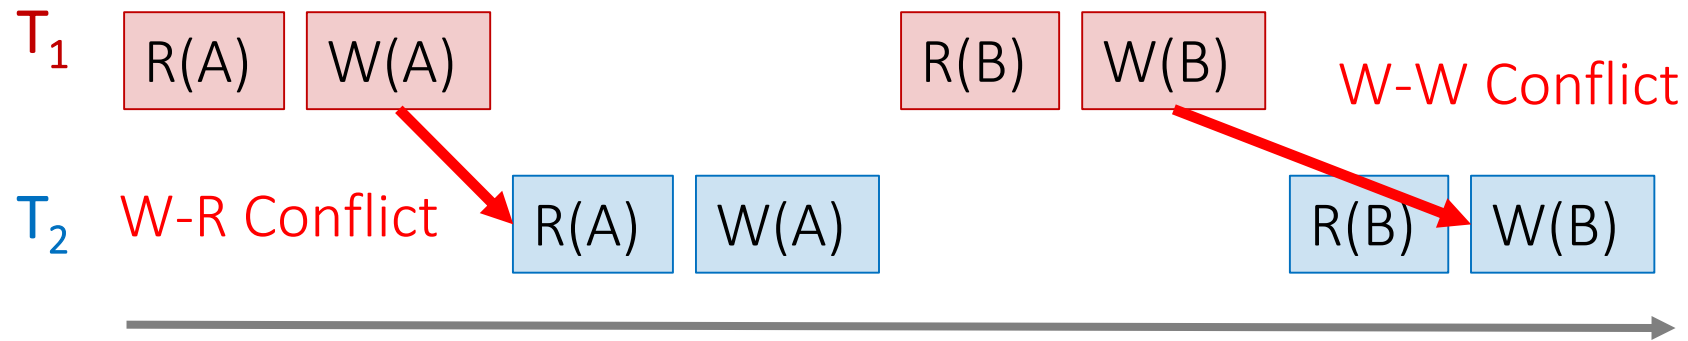 T1 R(A) W(A) R(B) W(B) W-W Conflict
T2 W-R Conflict R(A) W(A) R(B) W(B)